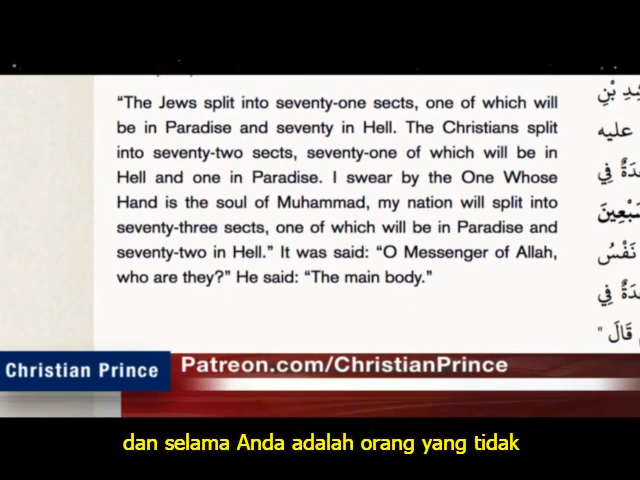 “The Jews split into seventy-one sects, one of which will
be in Paradise and seventy in Hell. The Christians split
into seventy-two sects, seventy-one of which will be in
Hell and one in Paradise. I swear by the One Whose
Hand is the soul of Muhammad, my nation will split into
seventy-three sects, one of which will be in Paradise and
seventy-two in Hell.” It was said: “O Messenger of Allah,
who are they?” He said: “The main body.”
عليه
فِي
نَفْسُ
فِي
قَالَ "
Christian Prince
Patreon.com/ChristianPrince
dan selama Anda adalah orang yang tidak